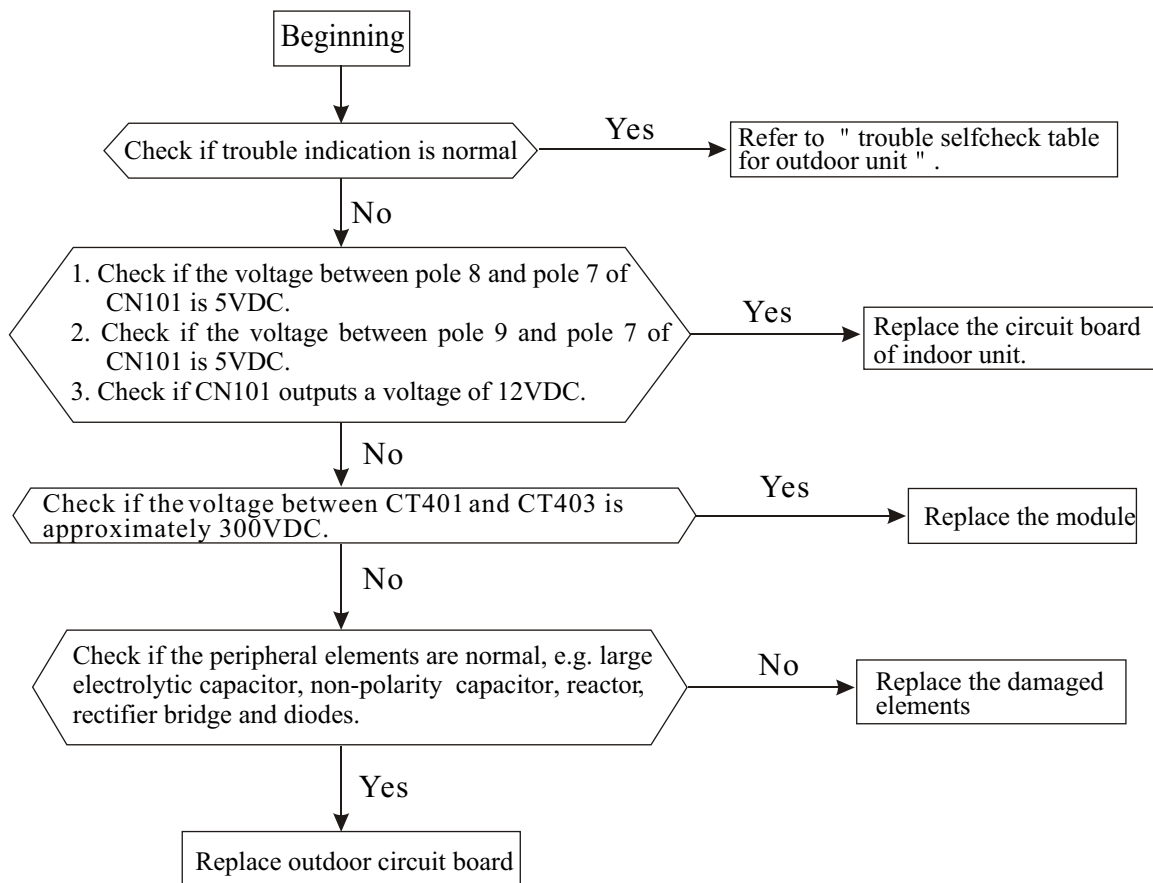 Beginning
Check if trouble indication is normal
Yes
Refer to " trouble selfcheck table
for outdoor unit " .
No
1. Check if the voltage between pole 8 and pole 7 of
CN101 is 5VDC.
2. Check if the voltage between pole 9 and pole 7 of
CN101 is 5VDC.
3. Check if CN101 outputs a voltage of 12VDC.
Yes
Replace the circuit board
of indoor unit.
No
Check if the voltage between CT401 and CT403 is
approximately 300VDC.
Yes
Replace the module
No
Check if the peripheral elements are normal, e.g. large
electrolytic capacitor, non-polarity capacitor, reactor,
rectifier bridge and diodes.
No
Replace the damaged
elements
Yes
Replace outdoor circuit board